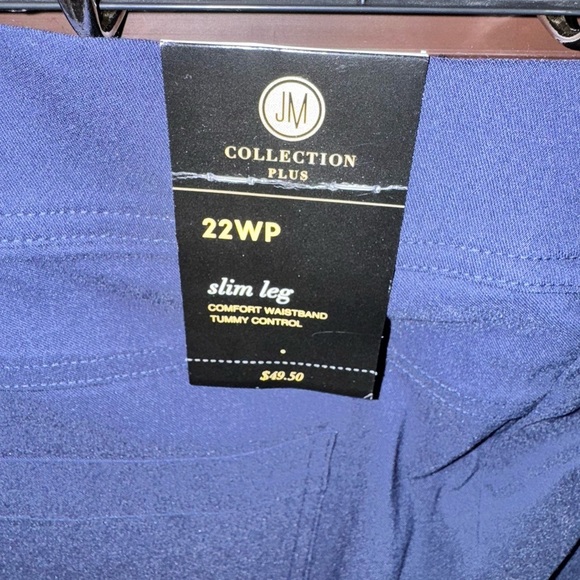 JM
COLLECTION
PLUS
22WP
slim leg
COMFORT WAISTBAND
TUMMY CONTROL
$49.50